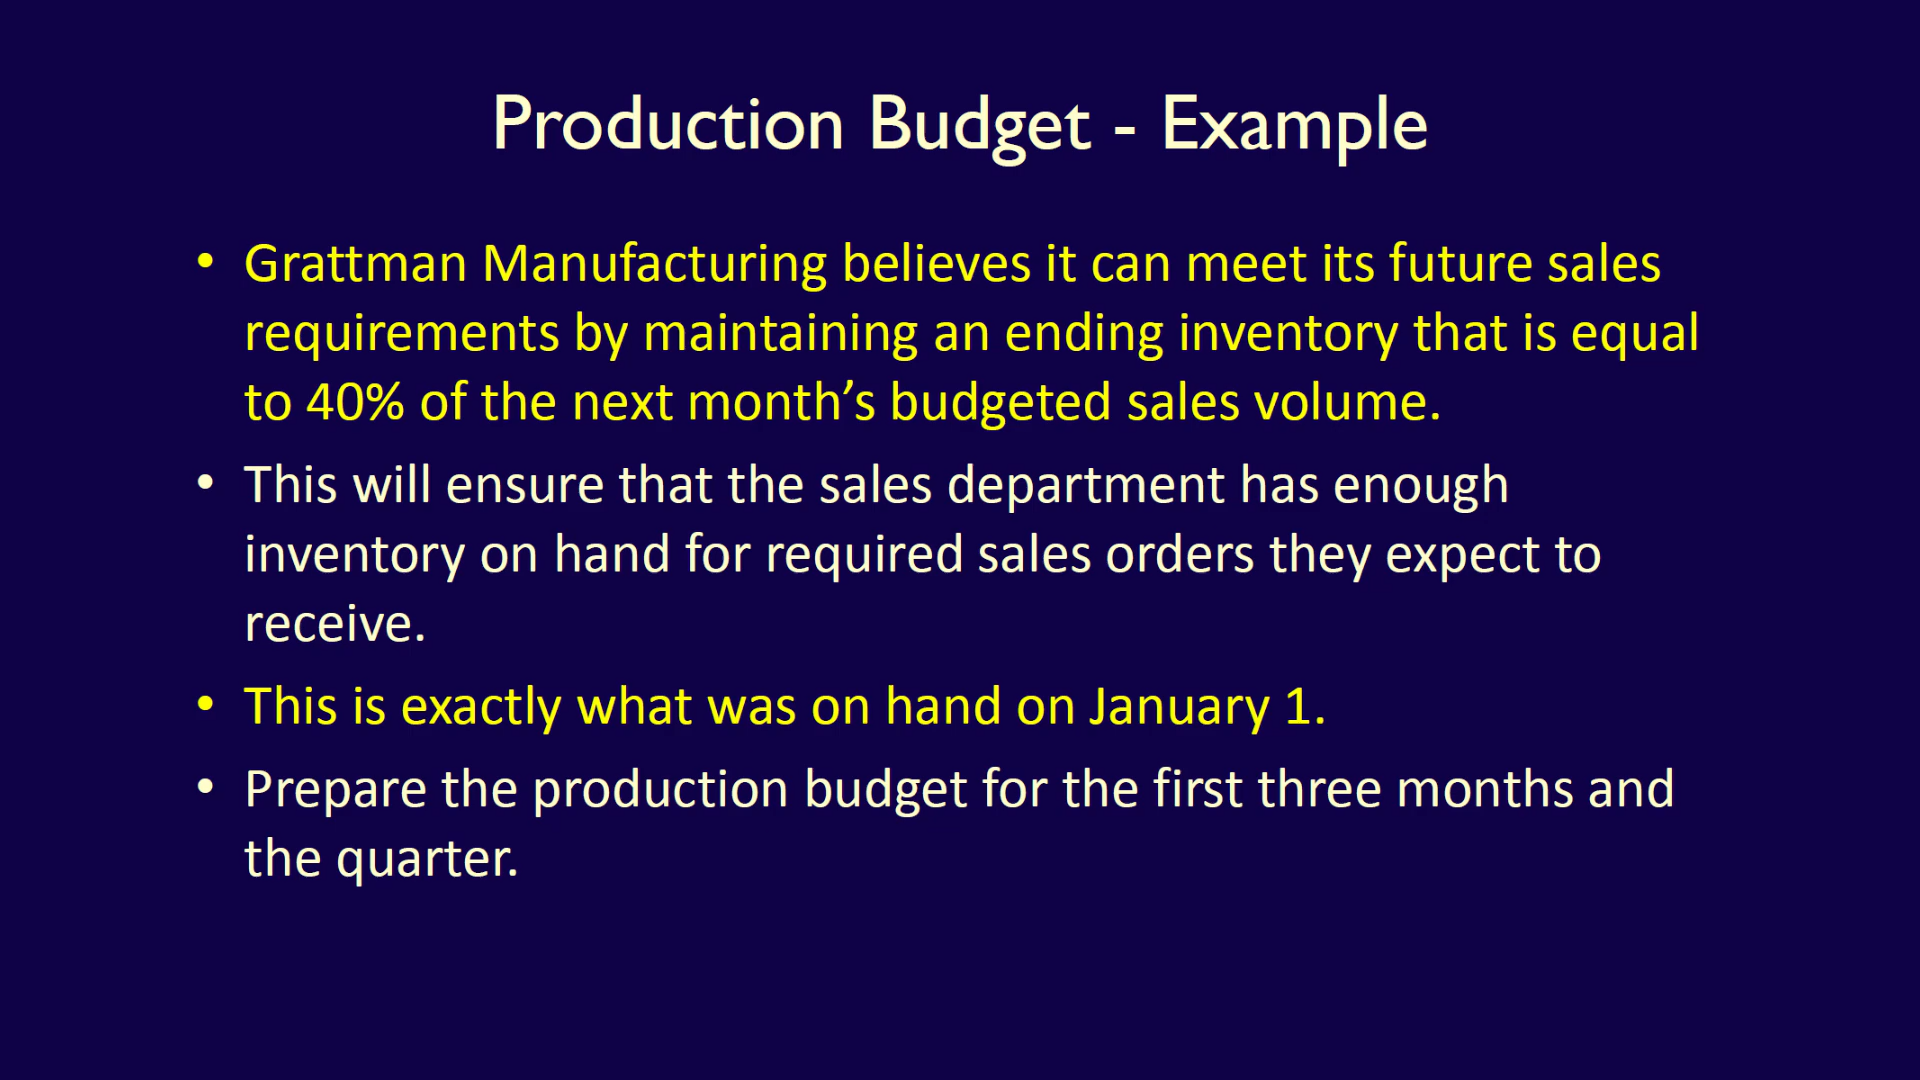 Production Budget - Example
• Grattman Manufacturing believes it can meet its future sales
requirements by maintaining an ending inventory that is equal
to 40% of the next month’s budgeted sales volume.
• This will ensure that the sales department has enough
inventory on hand for required sales orders they expect to
receive.
• This is exactly what was on hand on January 1.
• Prepare the production budget for the first three months and
the quarter.